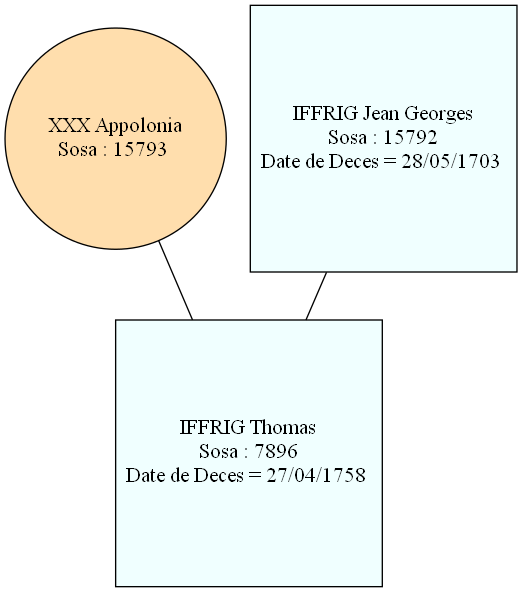 XXX Appolonia
Sosa : 15793
IFFRIG Jean Georges
Sosa : 15792
Date de Deces = 28/05/1703
IFFRIG Thomas
Sosa : 7896
Date de Deces = 27/04/1758